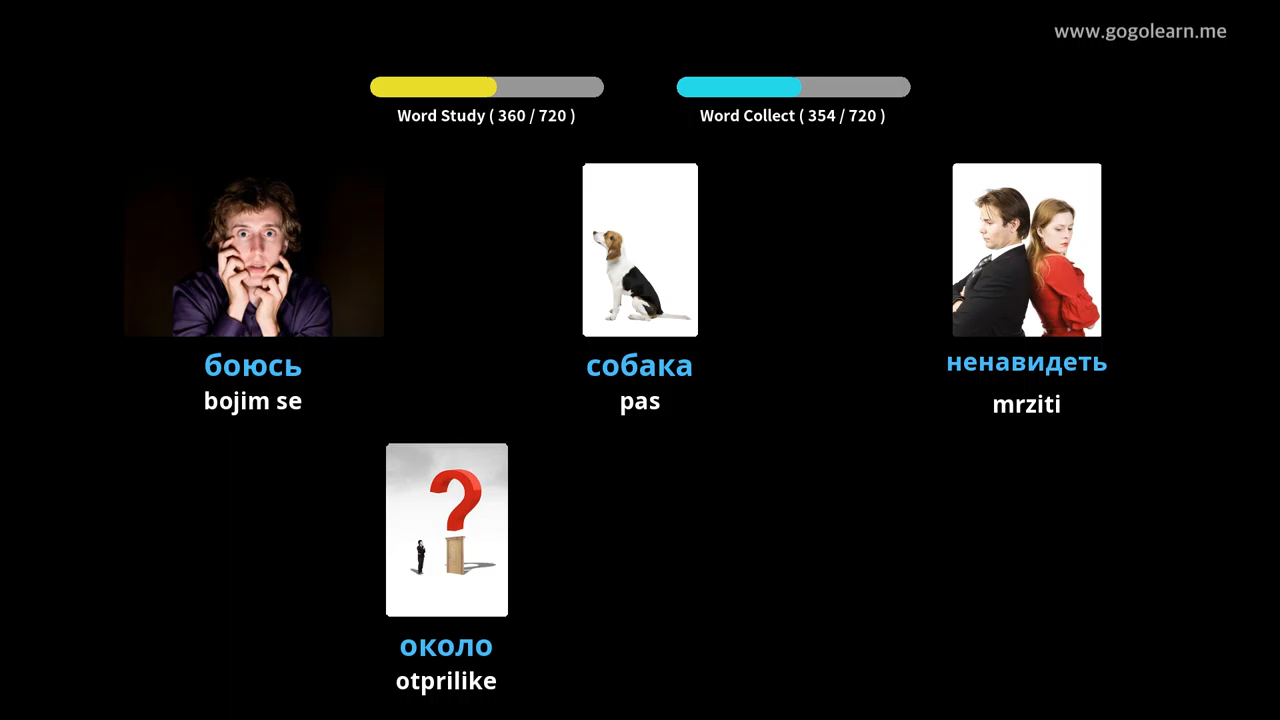 www.gogolearn.me
Word Study ( 360 / 720 )
Word Collect ( 354 / 720 )
боюсь
bojim se
собака
pas
ненавидеть
mrziti
около
otprilike